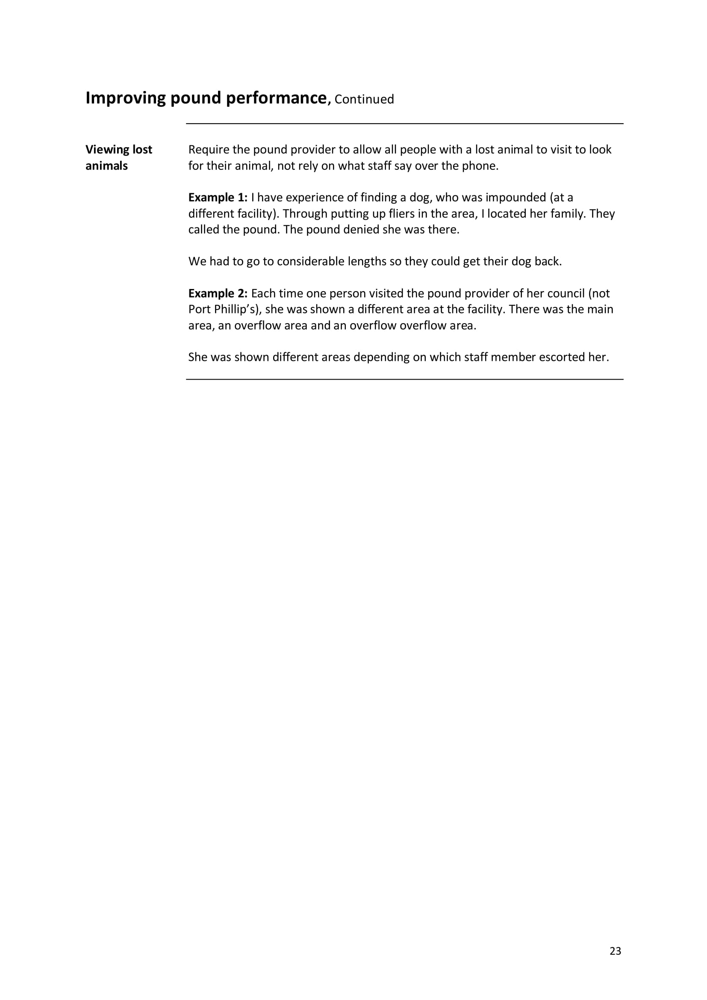 Improving pound performance, Continued
Viewing lost
animals
Require the pound provider to allow all people with a lost animal to visit to look
for their animal, not rely on what staff say over the phone.
Example 1: I have experience of finding a dog, who was impounded (at a
different facility). Through putting up fliers in the area, I located her family. They
called the pound. The pound denied she was there.
We had to go to considerable lengths so they could get their dog back.
Example 2: Each time one person visited the pound provider of her council (not
Port Phillip’s), she was shown a different area at the facility. There was the main
area, an overflow area and an overflow overflow area.
She was shown different areas depending on which staff member escorted her.
23